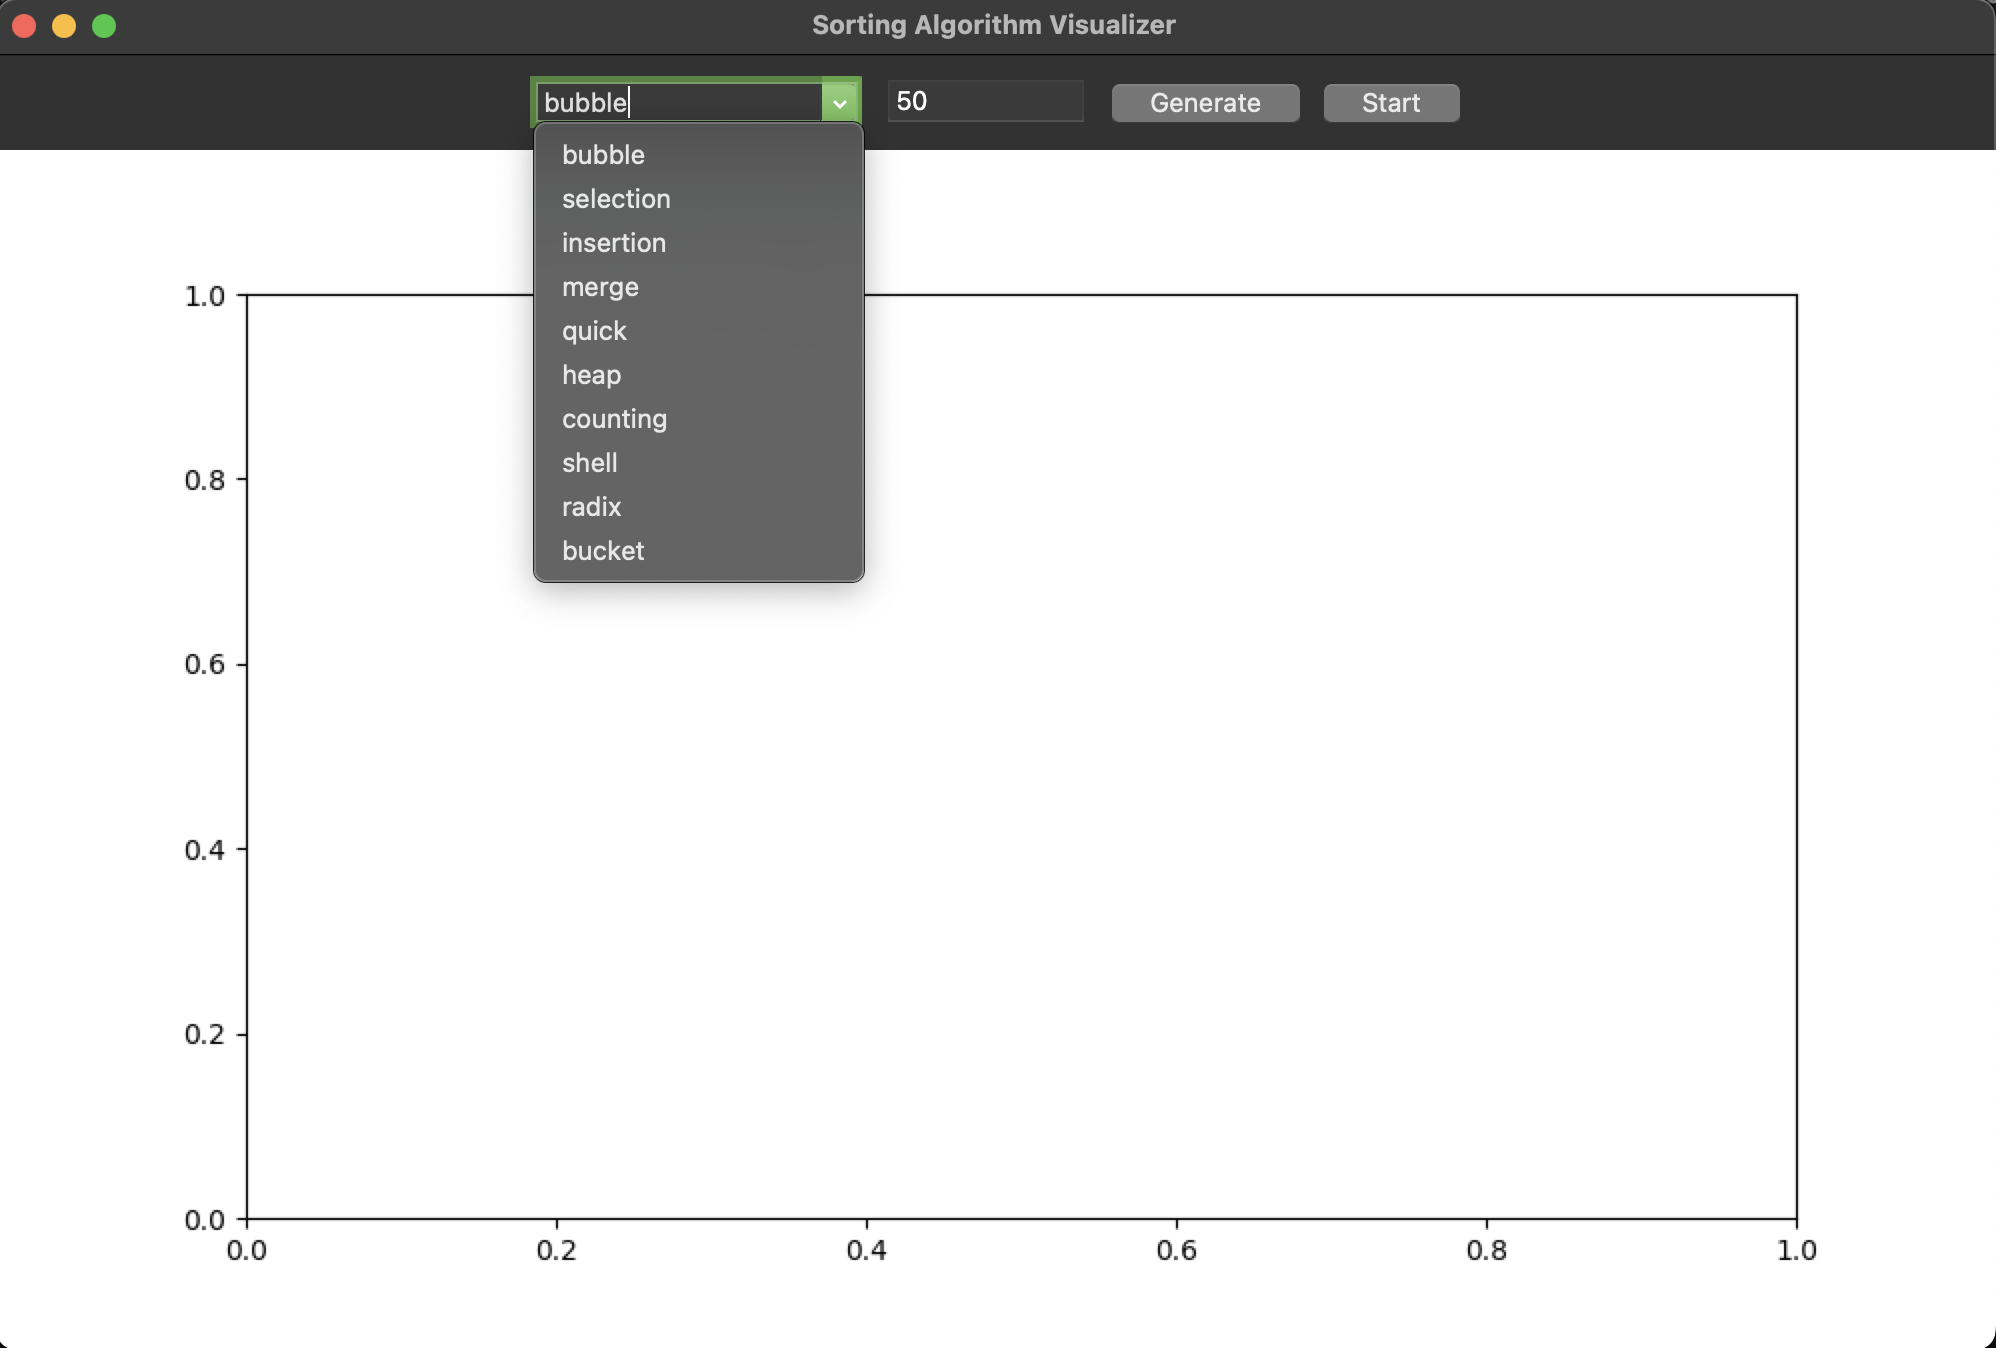 Sorting Algorithm Visualizer
bubble 50 Generate Start
bubble
selection
insertion
merge
quick
heap
counting
shell
radix
bucket
1.0
0.8
0.6
0.4
0.2
0.0
0.0 0.2 0.4 0.6 0.8 1.0